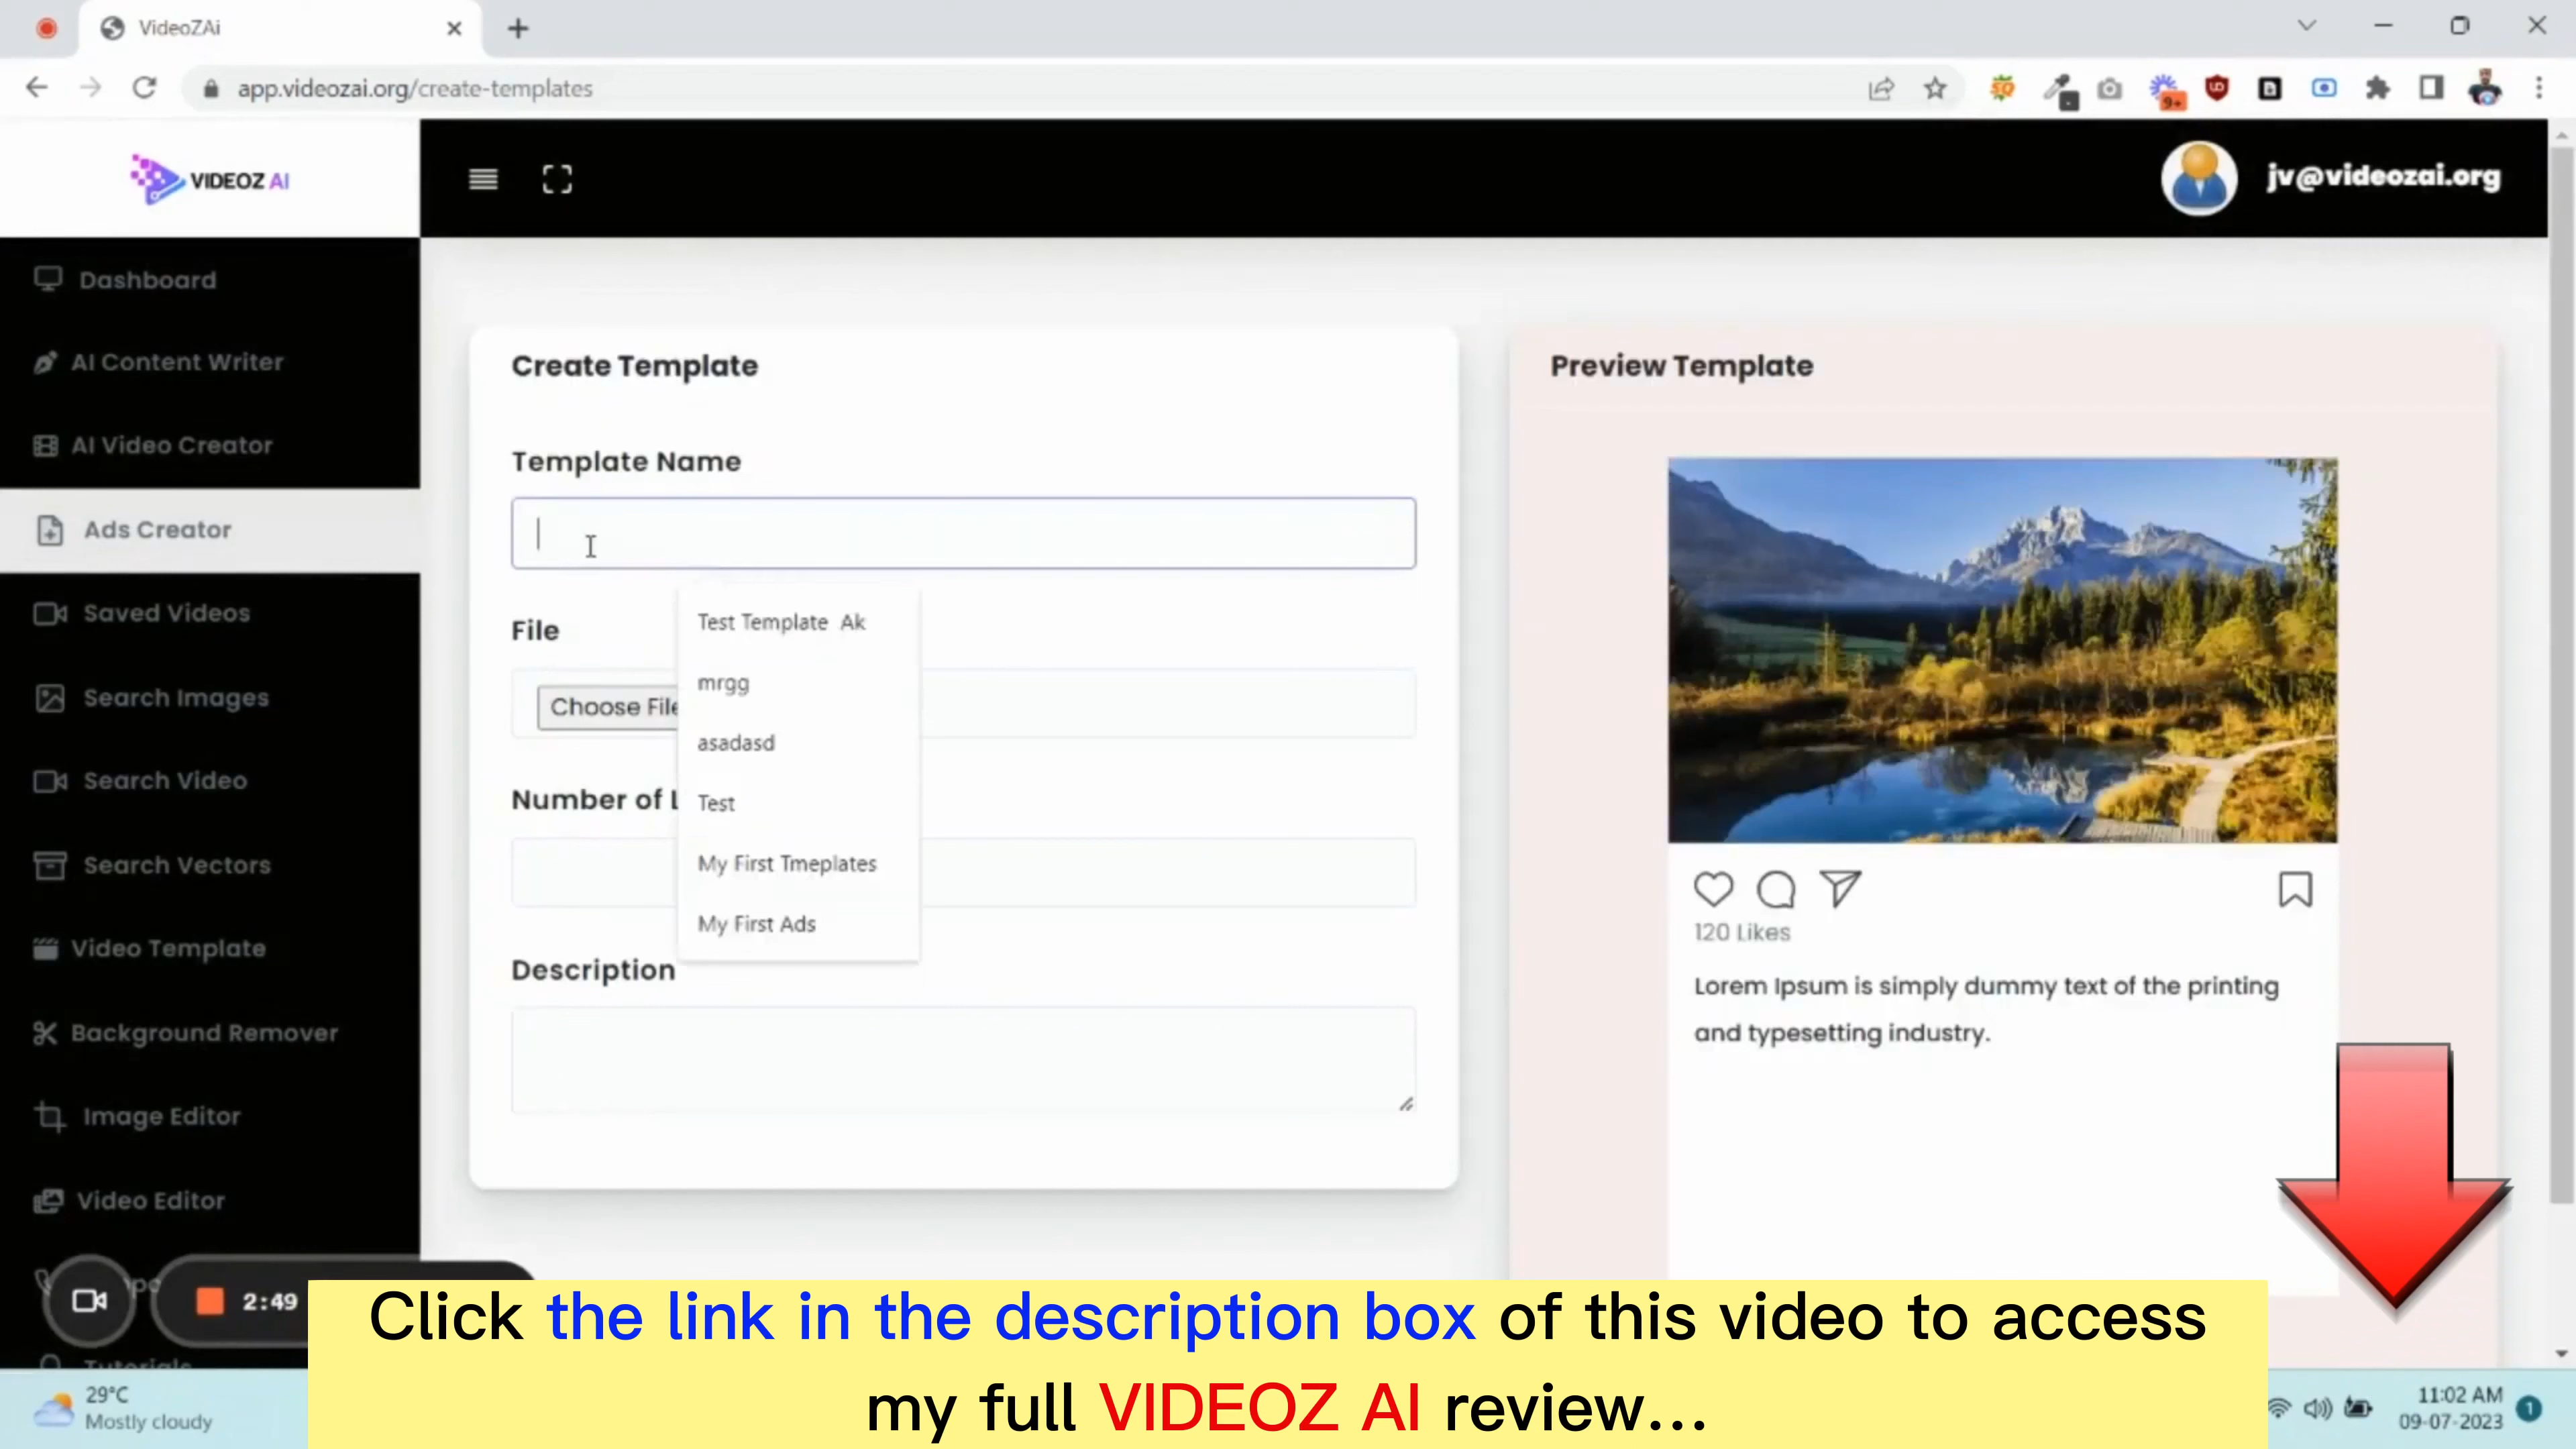 VideoZAi
app.videozai.org/create-templates
9+
VIDEOZ AI
jv@videozai.org
Dashboard
AI Content Writer
AI Video Creator
Ads Creator
Saved Videos
Search Images
Search Video
Search Vectors
Video Template
Background Remover
Image Editor
Video Editor
Tutorials
2:49
Create Template
Template Name
File
Choose File
Number of L
Description
Test Template Ak
mrgg
asadasd
Test
My First Tmeplates
My First Ads
Preview Template
120 Likes
Lorem Ipsum is simply dummy text of the printing
and typesetting industry.
Click the link in the description box of this video to access
my full VIDEOZ AI review...
29°C
Mostly cloudy
11:02 AM
09-07-2023
1